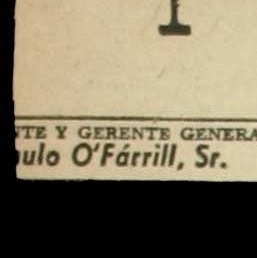 NTE Y GERENTE GENERA
ulo O'Fárrill, Sr.